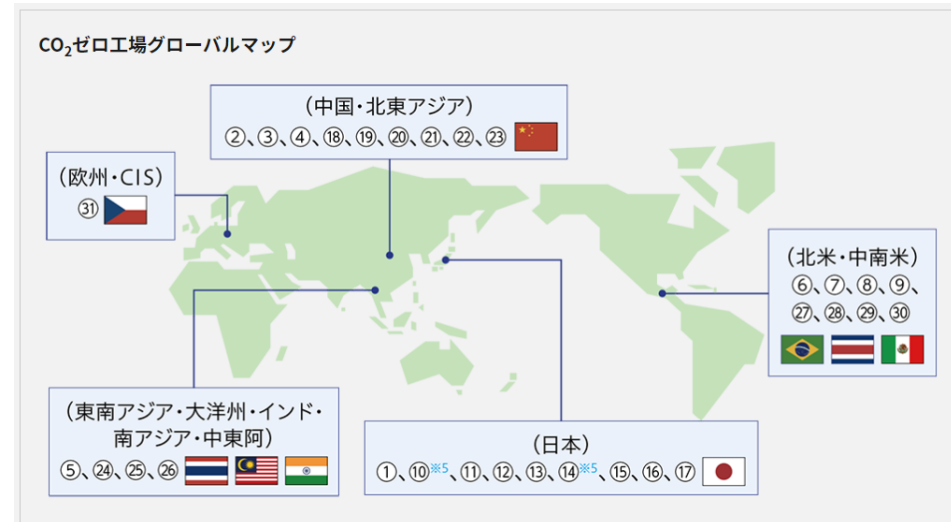 CO₂ゼロ工場グローバルマップ
（中国・北東アジア）
②、③、④、⑱、⑲、⑳、㉑、㉒、㉓
（欧州・CIS）
㉛
（北米・中南米）
⑥、⑦、⑧、⑨、
㉗、㉘、㉙、㉚
（東南アジア・大洋州・インド・
南アジア・中東阿）
⑤、㉔、㉕、㉖
（日本）
①、⑩※5、⑪、⑫、⑬、⑭※5、⑮、⑯、⑰